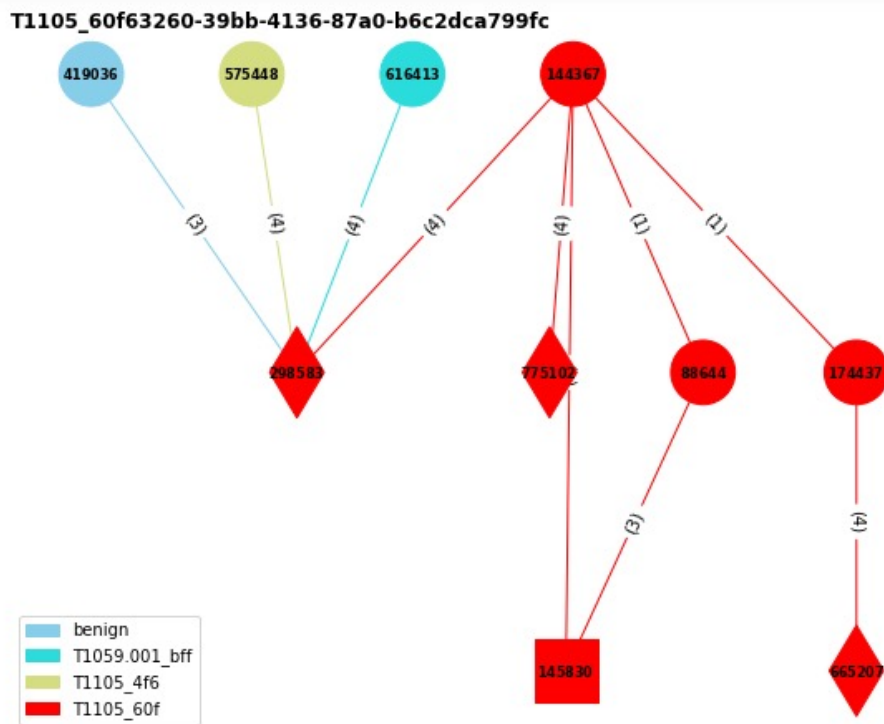 T1105_60f63260-39bb-4136-87a0-b6c2dca799fc
419036 575448 616413 144367
(3) (4) (4) (4) (4) (1) (1)
298583 775102 88644 174437
(3) (4)
145830 665207
benign
T1059.001_bff
T1105_4f6
T1105_60f